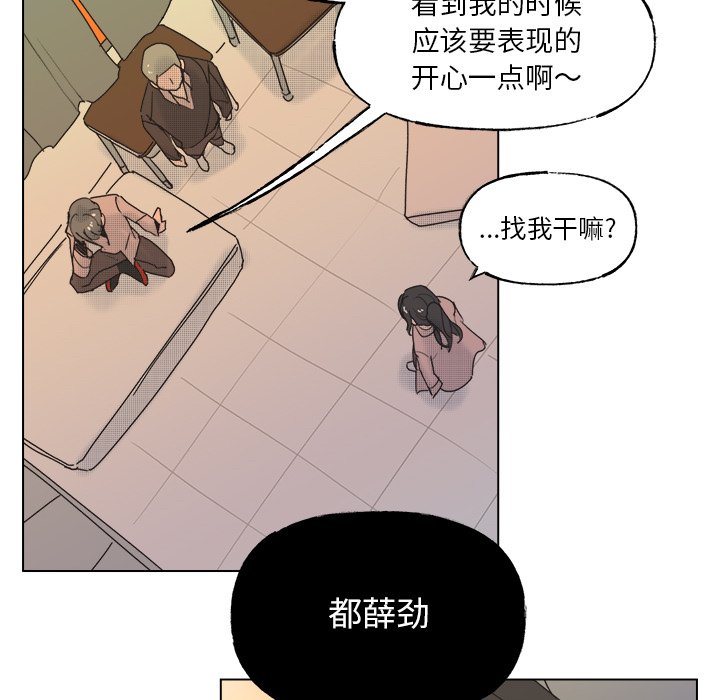 看到我的时候
应该要表现的
开心一点啊～
...找我干嘛?
都薛劲